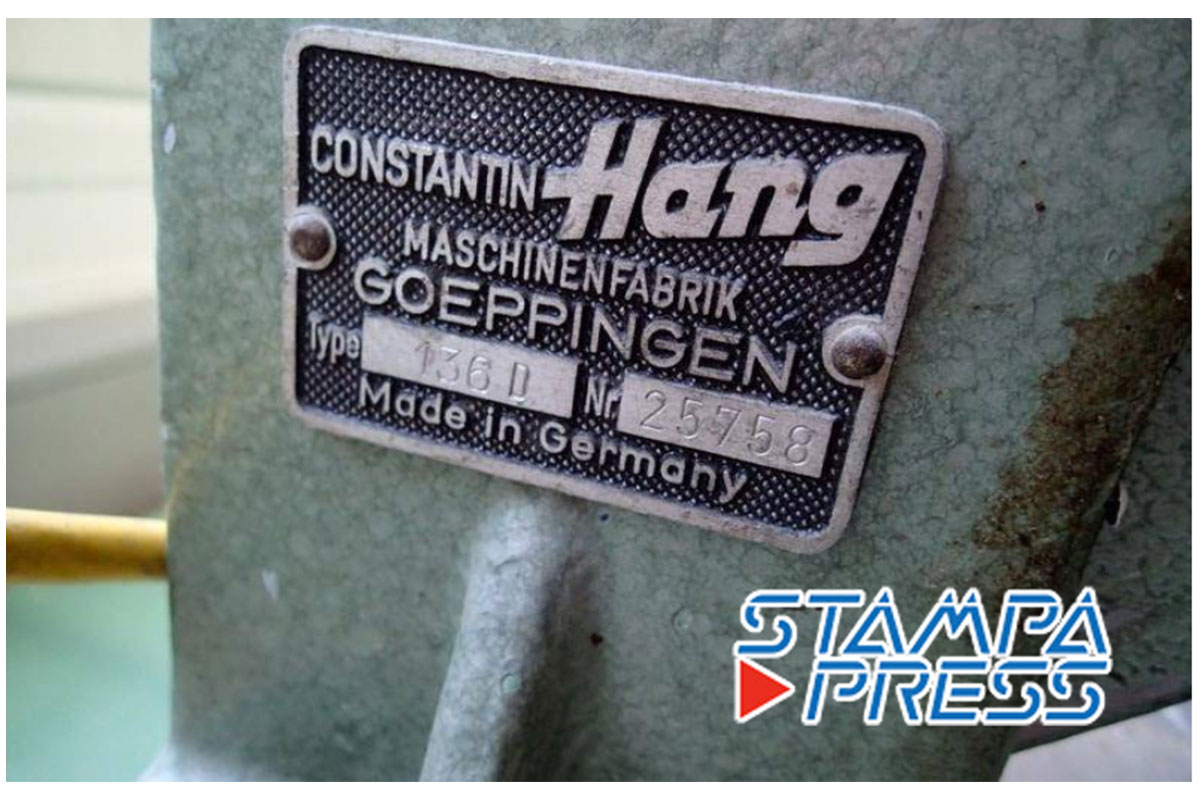 CONSTANTIN Hang
MASCHINENFABRIK
GOEPPINGEN
Type 136 D Nr. 25758
Made in Germany
STAMPA
PRESS